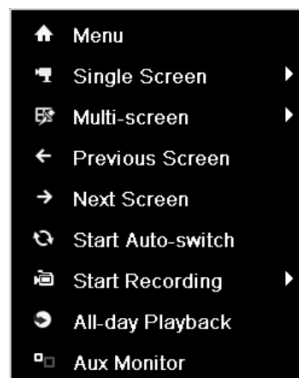 Menu
Single Screen
Multi-screen
Previous Screen
Next Screen
Start Auto-switch
Start Recording
All-day Playback
Aux Monitor